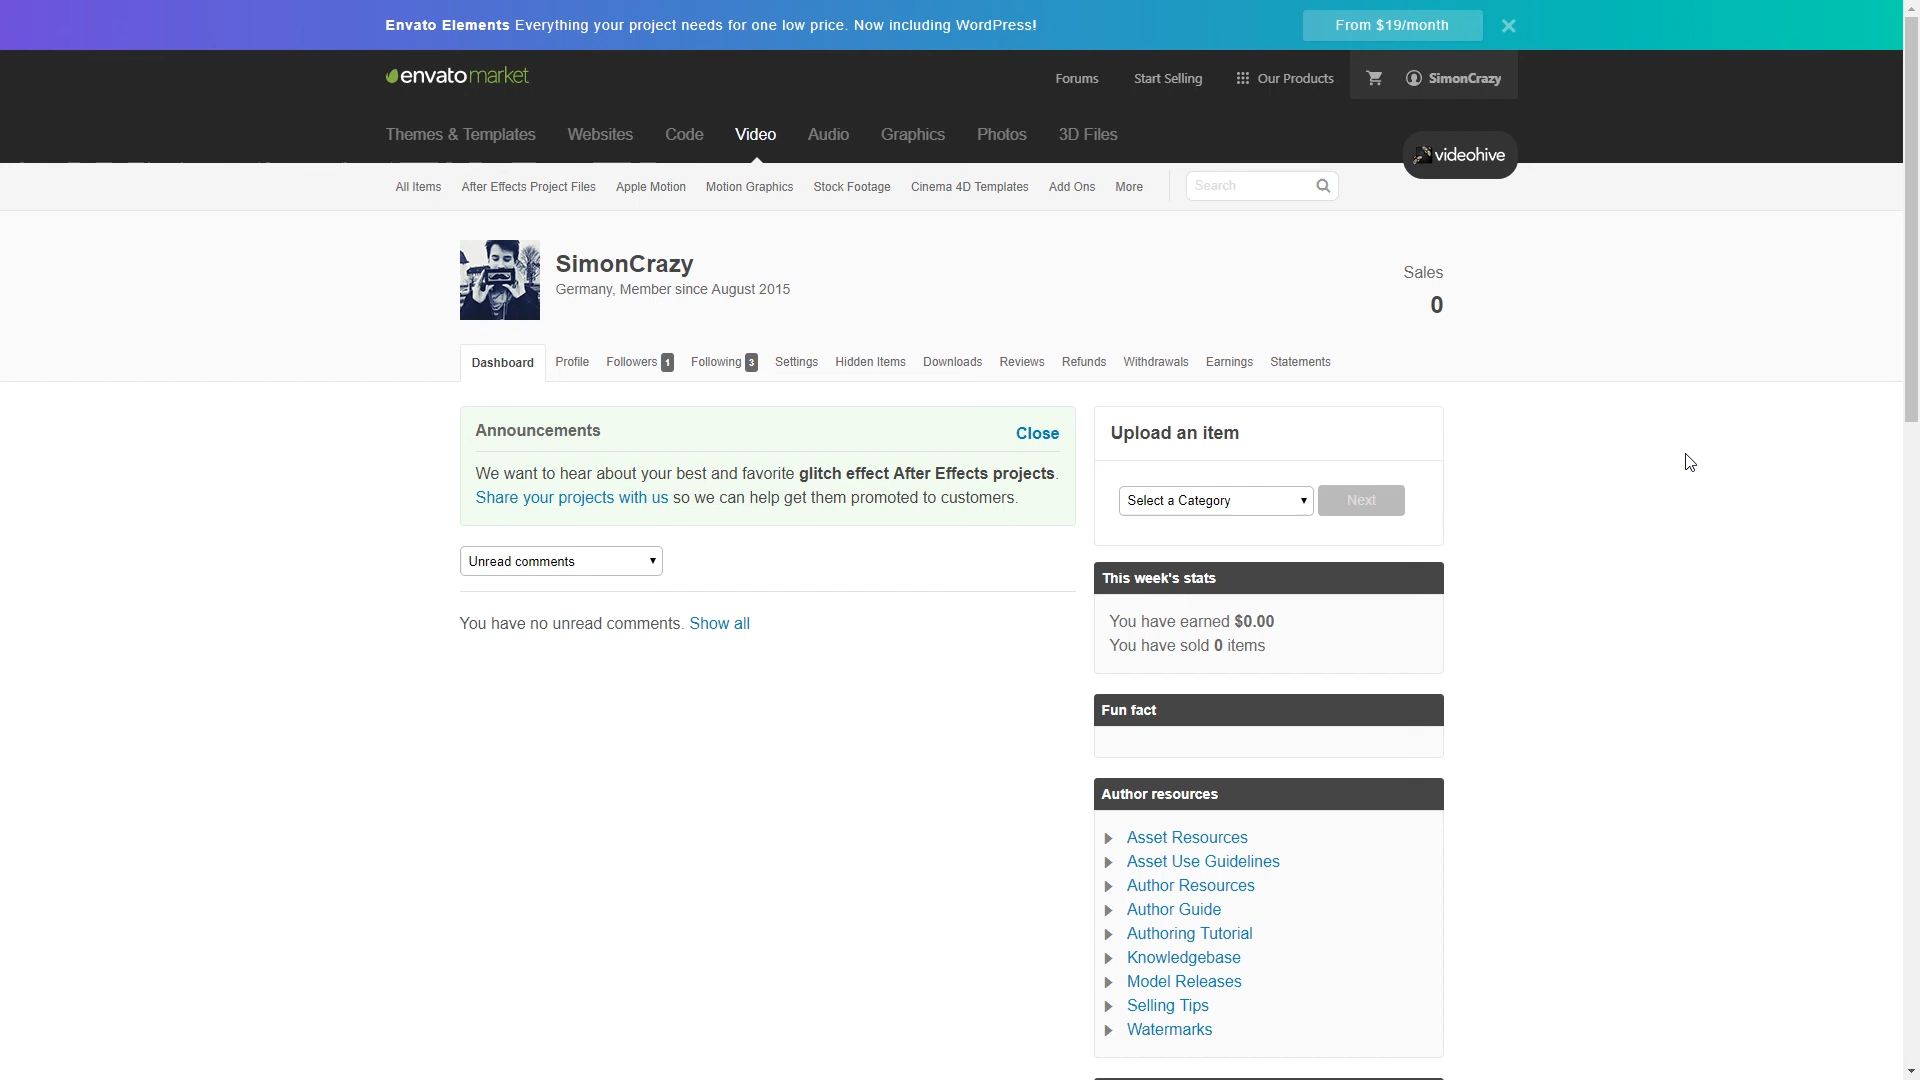 Envato Elements Everything your project needs for one low price. Now including WordPress!
From $19/month
envatomarket
Forums
Start Selling
Our Products
SimonCrazy
Themes & Templates
Websites
Code
Video
Audio
Graphics
Photos
3D Files
videohive
All Items
After Effects Project Files
Apple Motion
Motion Graphics
Stock Footage
Cinema 4D Templates
Add Ons
More
Search
SimonCrazy
Germany, Member since August 2015
Sales
0
Dashboard
Profile
Followers 1
Following 3
Settings
Hidden Items
Downloads
Reviews
Refunds
Withdrawals
Earnings
Statements
Announcements
Close
We want to hear about your best and favorite glitch effect After Effects projects.
Share your projects with us so we can help get them promoted to customers.
Unread comments
You have no unread comments. Show all
Upload an item
Select a Category
Next
This week's stats
You have earned $0.00
You have sold 0 items
Fun fact
Author resources
Asset Resources
Asset Use Guidelines
Author Resources
Author Guide
Authoring Tutorial
Knowledgebase
Model Releases
Selling Tips
Watermarks